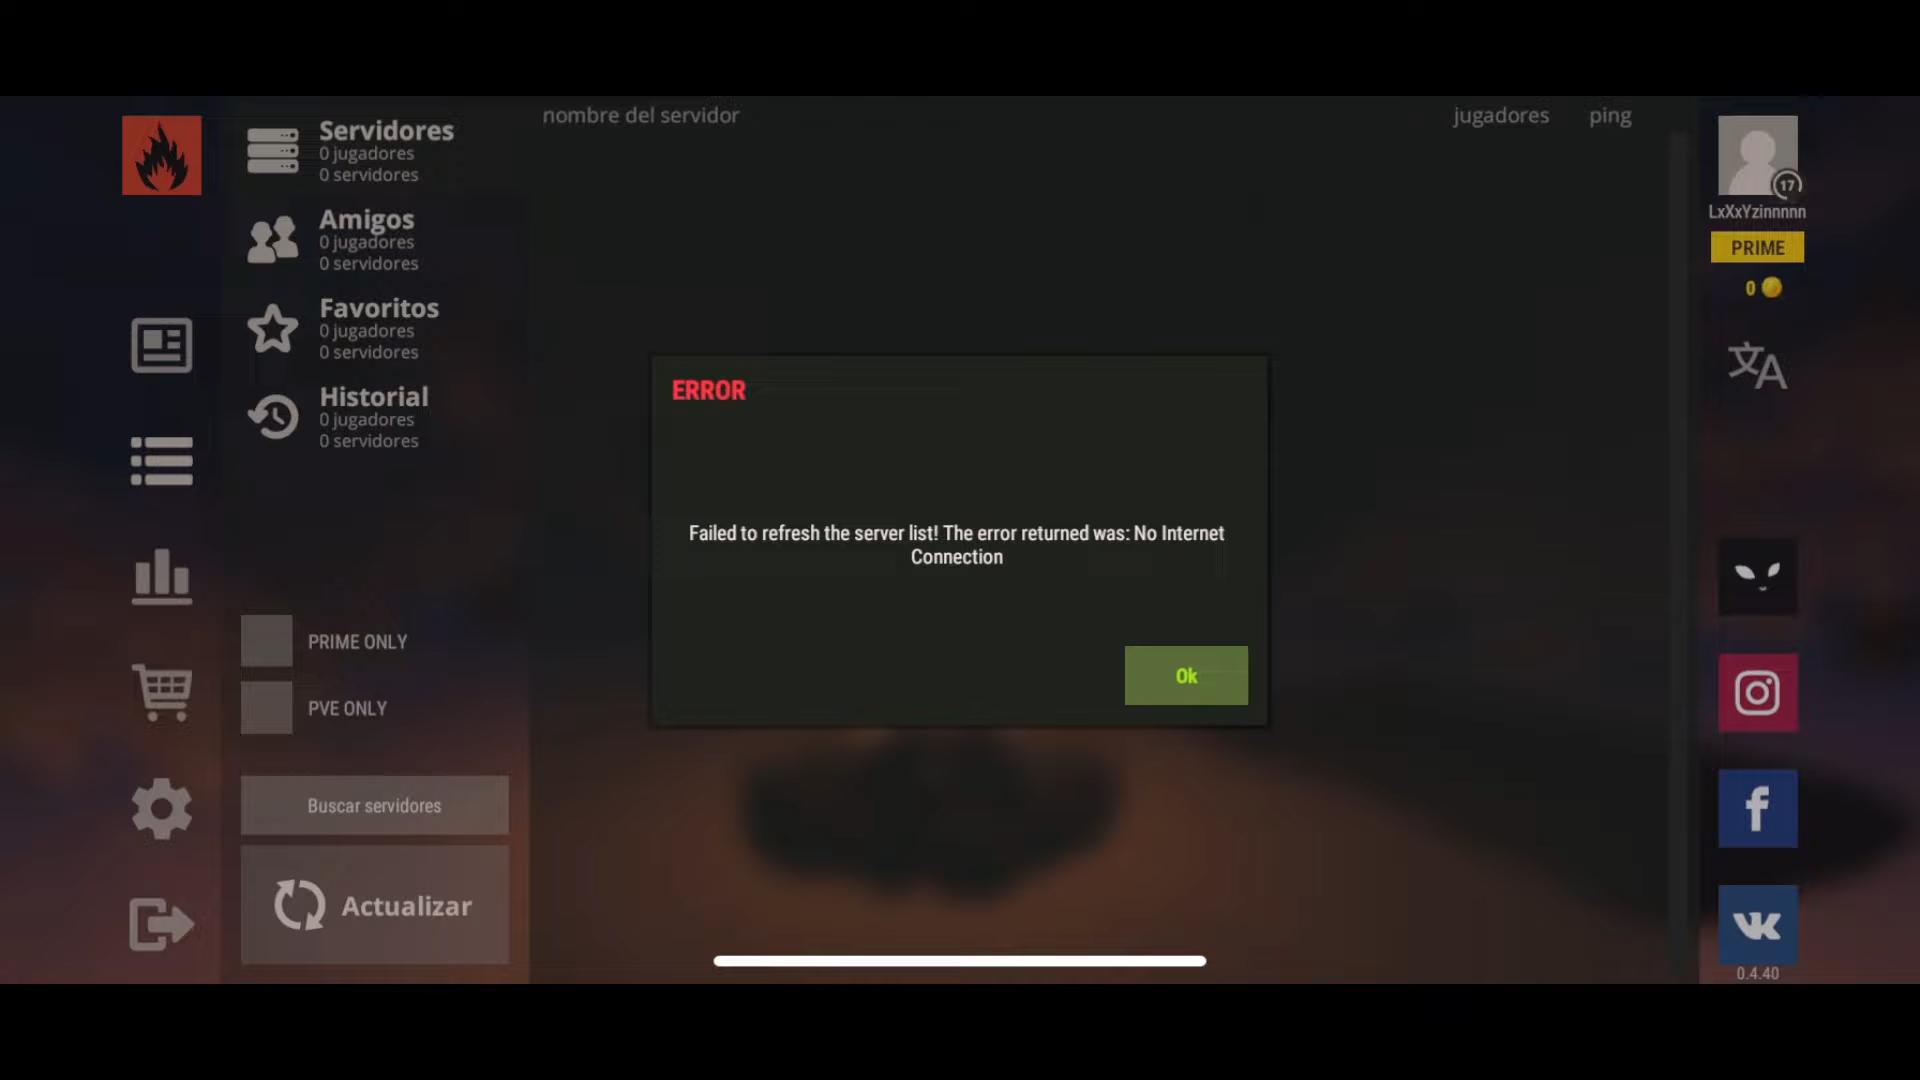 nombre del servidor
jugadores
ping
Servidores
0 jugadores
0 servidores
Amigos
0 jugadores
0 servidores
Favoritos
0 jugadores
0 servidores
Historial
0 jugadores
0 servidores
PRIME ONLY
PVE ONLY
Buscar servidores
Actualizar
ERROR
Failed to refresh the server list! The error returned was: No Internet
Connection
Ok
17
LxXxYzinnnnn
PRIME
0
0.4.40